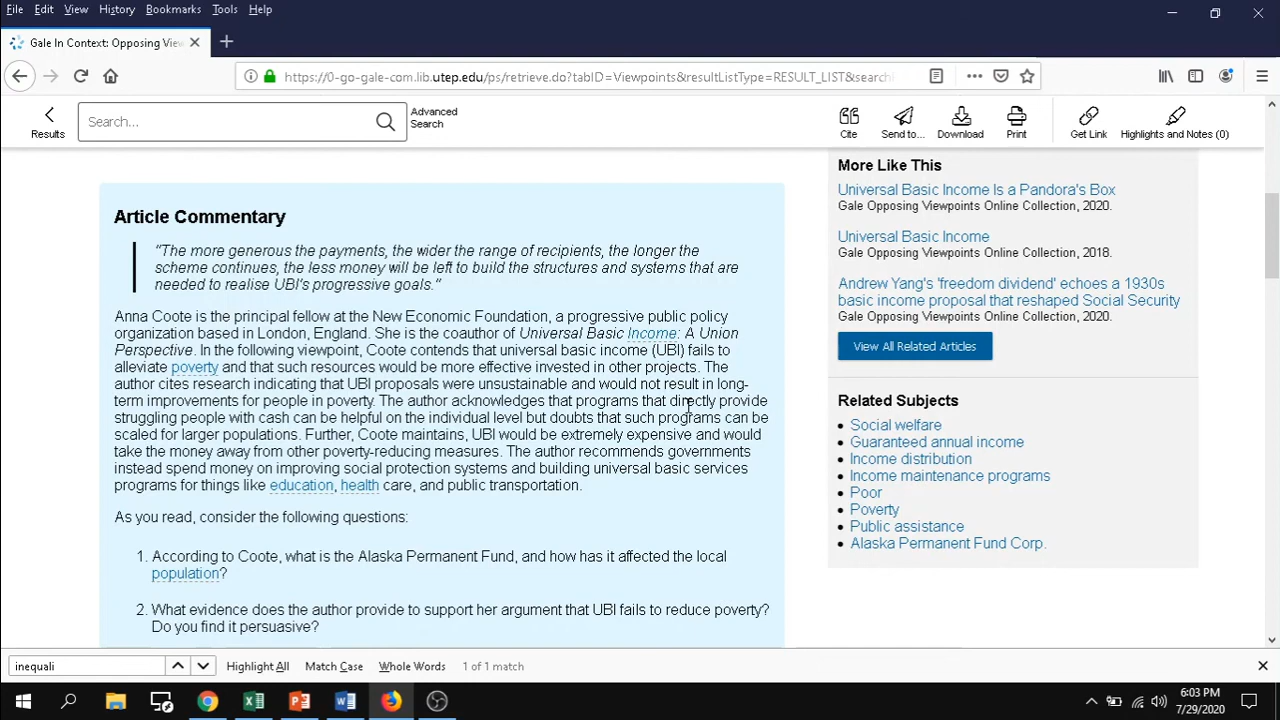 File Edit View History Bookmarks Tools Help
Gale In Context: Opposing View
https://0-go-gale-com.lib.utep.edu/ps/retrieve.do?tabID=Viewpoints&resultListType=RESULT_LIST&searchI
Results
Search...
Advanced
Search
Cite
Send to...
Download
Print
Get Link
Highlights and Notes (0)
Article Commentary
"The more generous the payments, the wider the range of recipients, the longer the
scheme continues, the less money will be left to build the structures and systems that are
needed to realise UBI's progressive goals."
Anna Coote is the principal fellow at the New Economic Foundation, a progressive public policy
organization based in London, England. She is the coauthor of Universal Basic Income: A Union
Perspective. In the following viewpoint, Coote contends that universal basic income (UBI) fails to
alleviate poverty and that such resources would be more effective invested in other projects. The
author cites research indicating that UBI proposals were unsustainable and would not result in long-
term improvements for people in poverty. The author acknowledges that programs that directly provide
struggling people with cash can be helpful on the individual level but doubts that such programs can be
scaled for larger populations. Further, Coote maintains, UBI would be extremely expensive and would
take the money away from other poverty-reducing measures. The author recommends governments
instead spend money on improving social protection systems and building universal basic services
programs for things like education, health care, and public transportation.
As you read, consider the following questions:
1. According to Coote, what is the Alaska Permanent Fund, and how has it affected the local
population?
2. What evidence does the author provide to support her argument that UBI fails to reduce poverty?
Do you find it persuasive?
More Like This
Universal Basic Income Is a Pandora's Box
Gale Opposing Viewpoints Online Collection, 2020.
Universal Basic Income
Gale Opposing Viewpoints Online Collection, 2018.
Andrew Yang's 'freedom dividend' echoes a 1930s
basic income proposal that reshaped Social Security
Gale Opposing Viewpoints Online Collection, 2020.
View All Related Articles
Related Subjects
Social welfare
Guaranteed annual income
Income distribution
Income maintenance programs
Poor
Poverty
Public assistance
Alaska Permanent Fund Corp.
inequali
Highlight All
Match Case
Whole Words
1 of 1 match
6:03 PM
7/29/2020